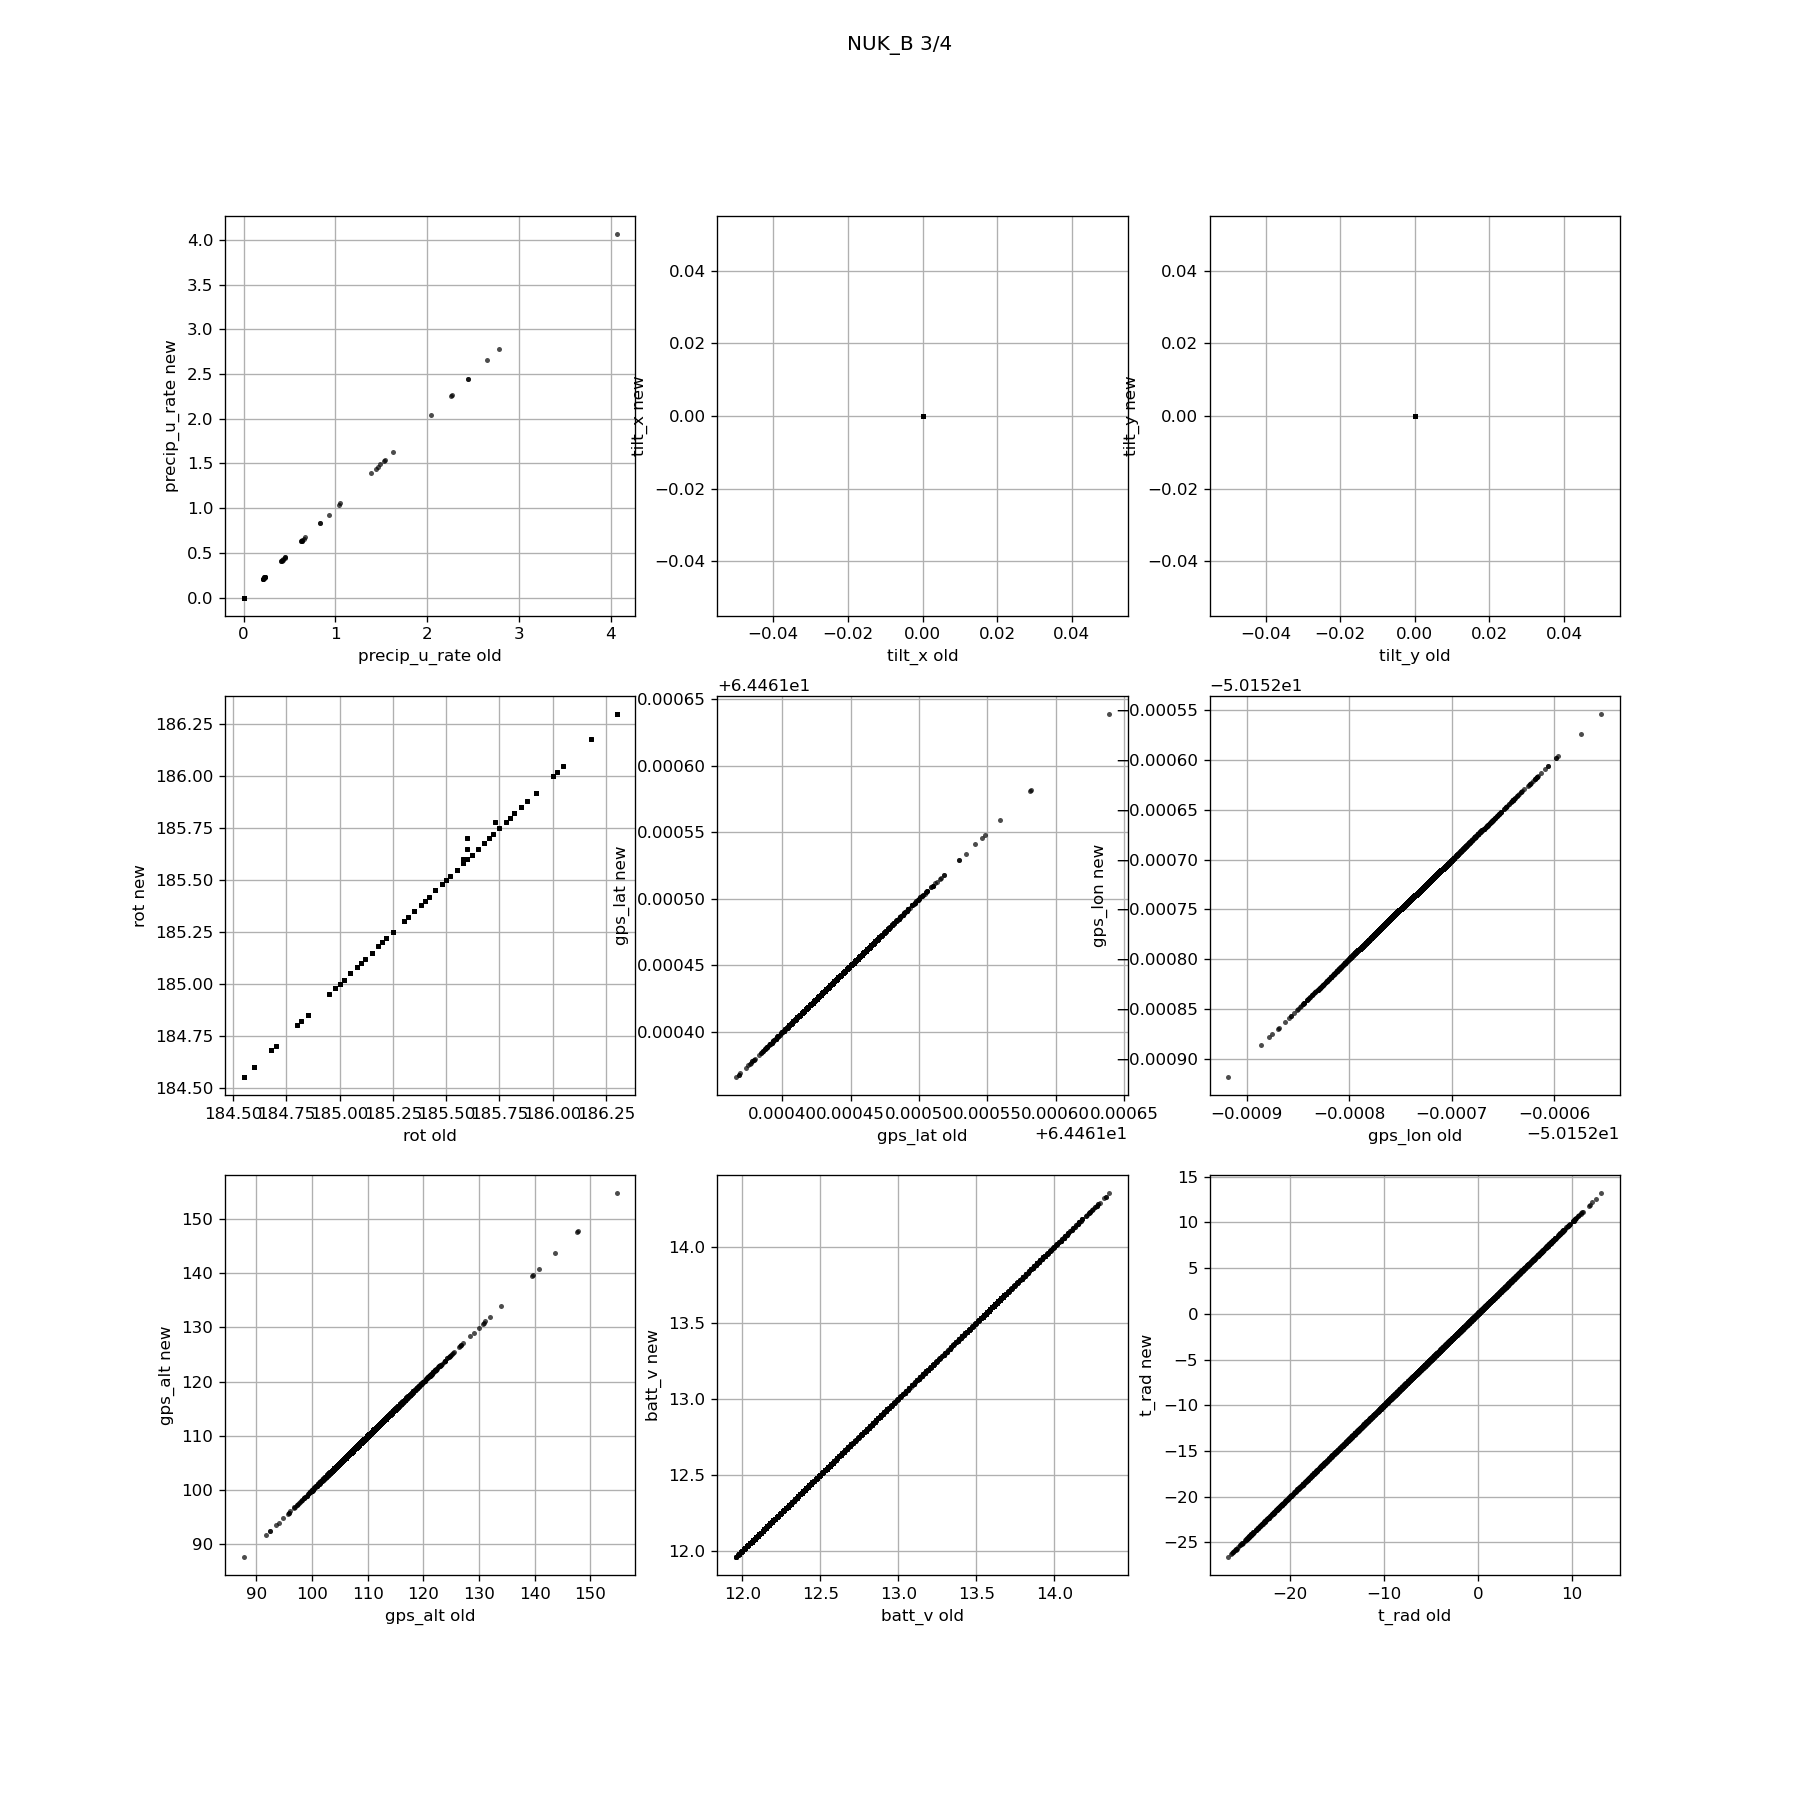 NUK_B 3/4
4.0
3.5
3.0
2.5
2.0
1.5
1.0
0.5
0.0
precip_u_rate new
0 1 2 3 4
precip_u_rate old
0.04
0.02
0.00
−0.02
−0.04
tilt_x new
−0.04 −0.02 0.00 0.02 0.04
tilt_x old
0.04
0.02
0.00
−0.02
−0.04
tilt_y new
−0.04 −0.02 0.00 0.02 0.04
tilt_y old
186.25
186.00
185.75
185.50
185.25
185.00
184.75
184.50
rot new
184.50 184.75 185.00 185.25 185.50 185.75 186.00 186.25
rot old
+6.4461e1
0.00065
0.00060
0.00055
0.00050
0.00045
0.00040
gps_lat new
0.00040 0.00045 0.00050 0.00055 0.00060 0.00065
gps_lat old
+6.4461e1
−5.0152e1
−0.00055
−0.00060
−0.00065
−0.00070
−0.00075
−0.00080
−0.00085
−0.00090
gps_lon new
−0.0009 −0.0008 −0.0007 −0.0006
gps_lon old
−5.0152e1
150
140
130
120
110
100
90
gps_alt new
90 100 110 120 130 140 150
gps_alt old
14.0
13.5
13.0
12.5
12.0
batt_v new
12.0 12.5 13.0 13.5 14.0
batt_v old
15
10
5
0
−5
−10
−15
−20
−25
t_rad new
−20 −10 0 10
t_rad old